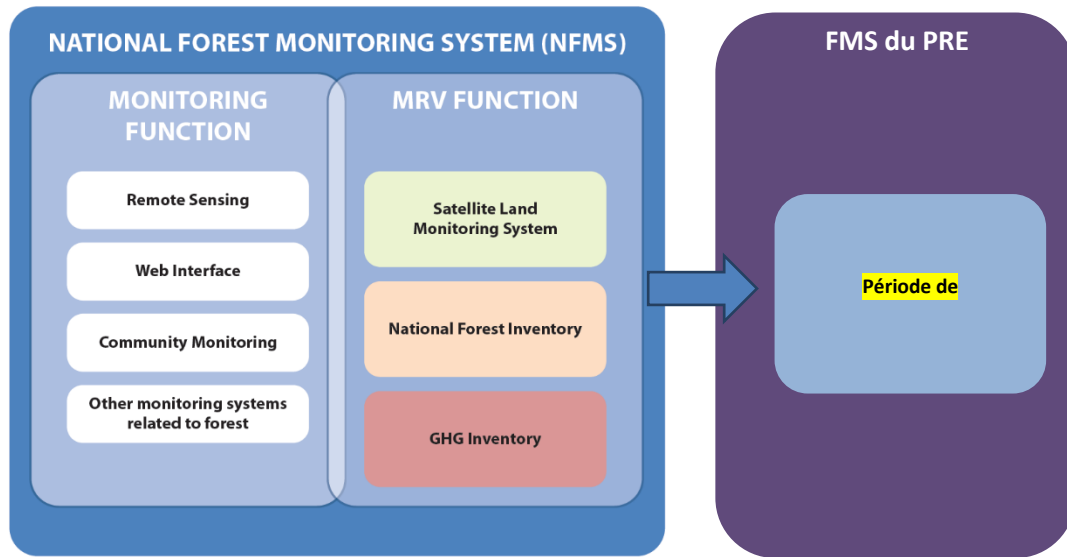 NATIONAL FOREST MONITORING SYSTEM (NFMS)
MONITORING
FUNCTION
Remote Sensing
Web Interface
Community Monitoring
Other monitoring systems
related to forest
MRV FUNCTION
Satellite Land
Monitoring System
National Forest Inventory
GHG Inventory
FMS du PRE
Période de